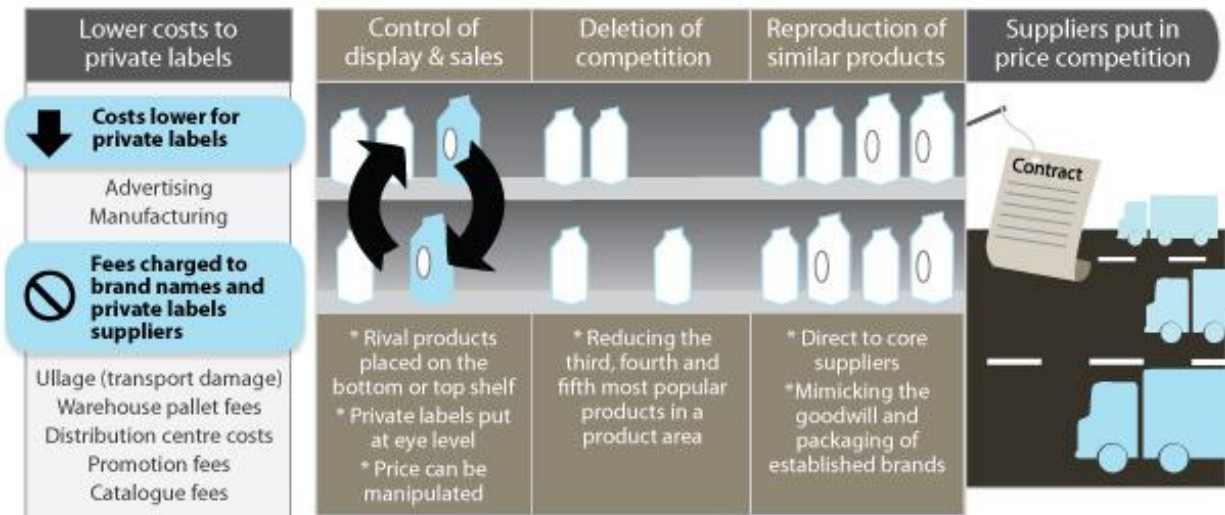 Lower costs to
private labels
Costs lower for
private labels
Advertising
Manufacturing
Fees charged to
brand names and
private labels
suppliers
Ullage (transport damage)
Warehouse pallet fees
Distribution centre costs
Promotion fees
Catalogue fees
Control of
display & sales
* Rival products
placed on the
bottom or top shelf
* Private labels put
at eye level
* Price can be
manipulated
Deletion of
competition
* Reducing the
third, fourth and
fifth most popular
products in a
product area
Reproduction of
similar products
* Direct to core
suppliers
*Mimicking the
goodwill and
packaging of
established brands
Suppliers put in
price competition
Contract